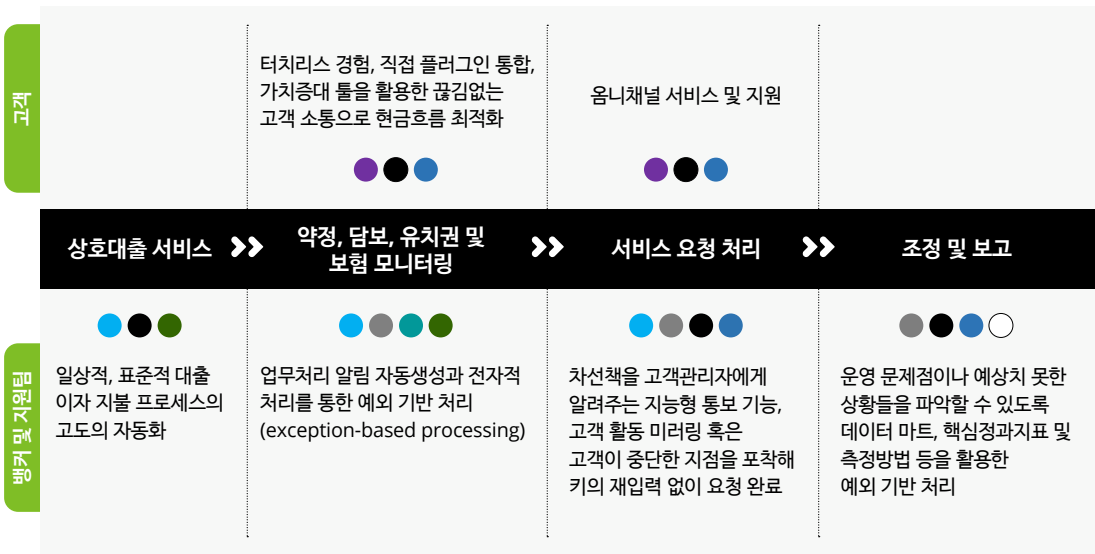 고객
터치리스 경험, 직접 플러그인 통합,
가치증대 툴을 활용한 끊김없는
고객 소통으로 현금흐름 최적화
옴니채널 서비스 및 지원
상호대출 서비스
약정, 담보, 유치권 및
보험 모니터링
서비스 요청 처리
조정 및 보고
뱅커 및 지원팀
일상적, 표준적 대출
이자 지불 프로세스의
고도의 자동화
업무처리 알림 자동생성과 전자적
처리를 통한 예외 기반 처리
(exception-based processing)
차선책을 고객관리자에게
알려주는 지능형 통보 기능,
고객 활동 미러링 혹은
고객이 중단한 지점을 포착해
키의 재입력 없이 요청 완료
운영 문제점이나 예상치 못한
상황들을 파악할 수 있도록
데이터 마트, 핵심정과지표 및
측정방법 등을 활용한
예외 기반 처리